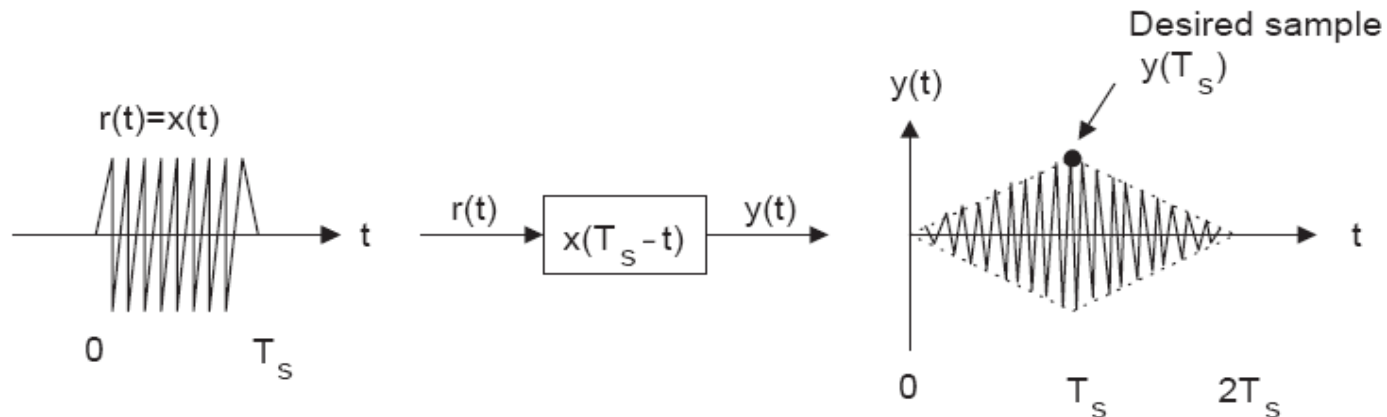 r(t)=x(t)
t
0
T_s
r(t)
x(T_s-t)
y(t)
Desired sample
y(T_s)
y(t)
t
0
T_s
2T_s